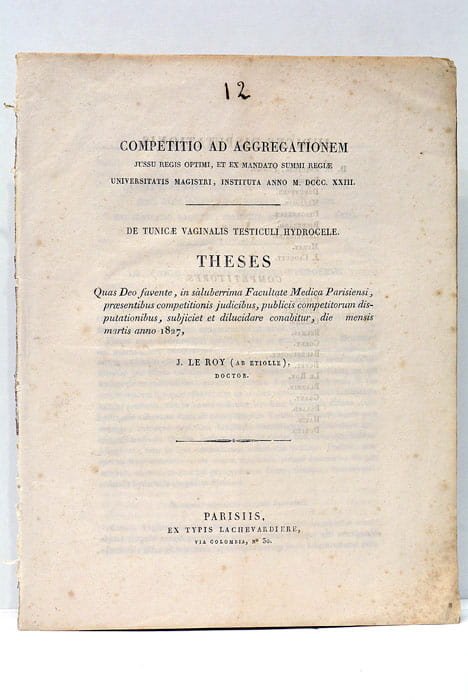 12
COMPETITIO AD AGGREGATIONEM
JUSSU REGIS OPTIMI, ET EX MANDATO SUMMI REGIÆ
UNIVERSITATIS MAGISTRI, INSTITUTA ANNO M. DCCC. XXIII.
DE TUNICÆ VAGINALIS TESTICULI HYDROCELE.
THESES
Quas Deo favente, in saluberrima Facultate Medica Parisiensi,
præsentibus competitionis judicibus, publicis competitorum dis-
putationibus, subjiciet et dilucidare conabitur, die mensis
martis anno 1827,
J. LE ROY (AB ETIOLLE),
DOCTOR.
PARISIIS,
EX TYPIS LACHEVARDIERE,
VIA COLOMBIA, Nº 30.